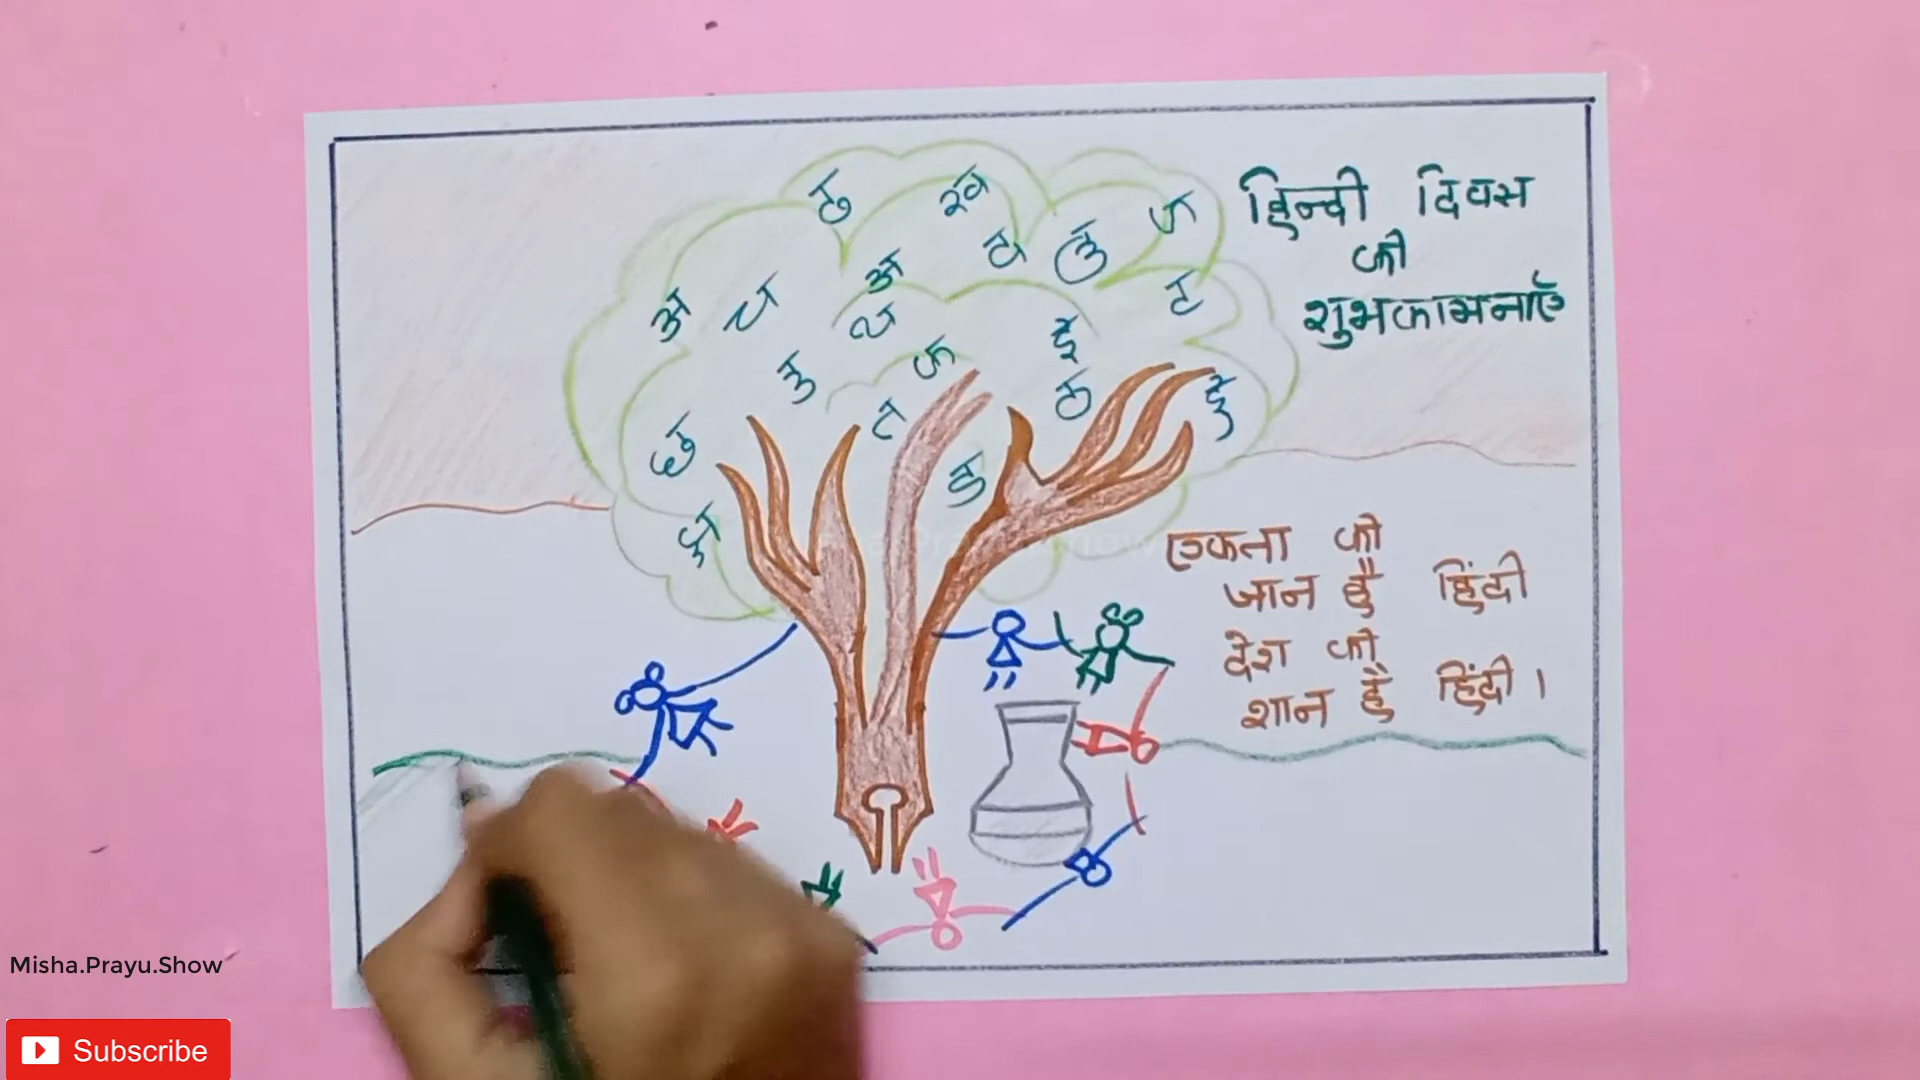 हिन्दी दिवस
की
शुभकामनाएँ
ठ
ख
ज
अ
द
उ
अ
थ
ट
उ
ज
ई
त
ठ
ई
ड
अ
एकता की
जान है हिंदी
देश की
शान है हिंदी।
Misha.Prayu.Show
Subscribe